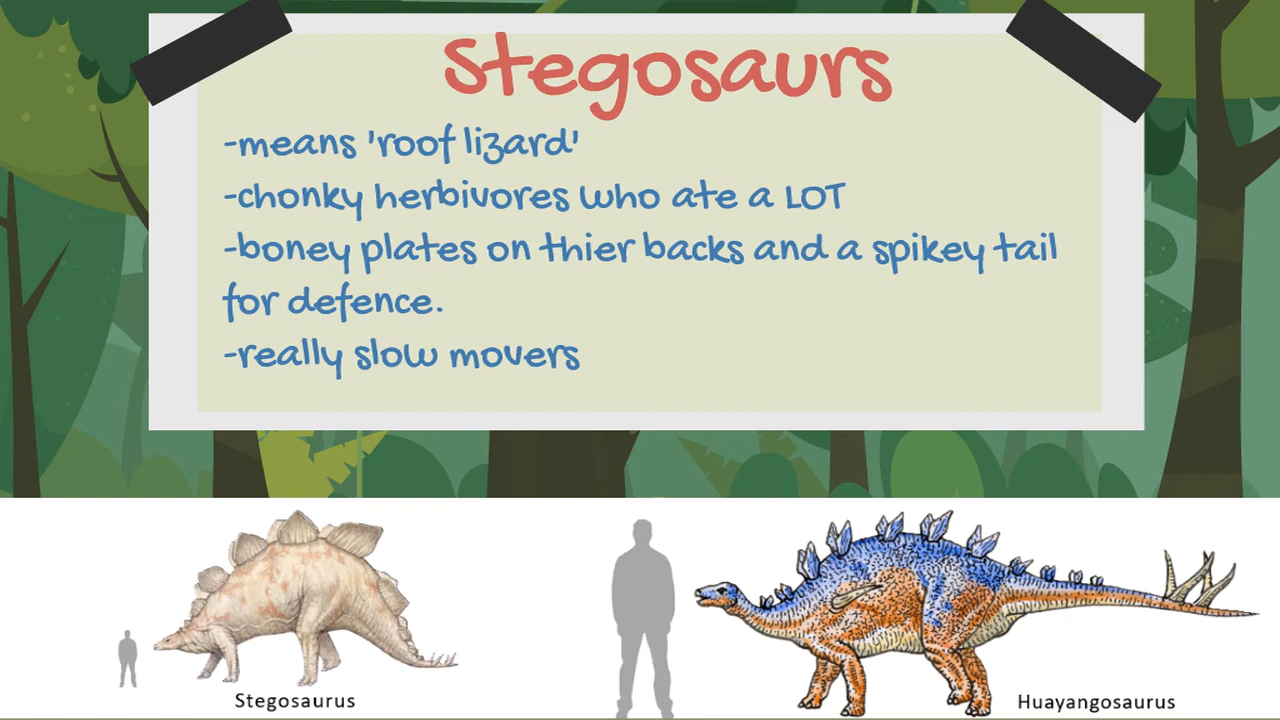 Stegosaurs
-means 'roof lizard'
-chonky herbivores who ate a LOT
-boney plates on thier backs and a spikey tail
for defence.
-really slow movers
Stegosaurus
Huayangosaurus